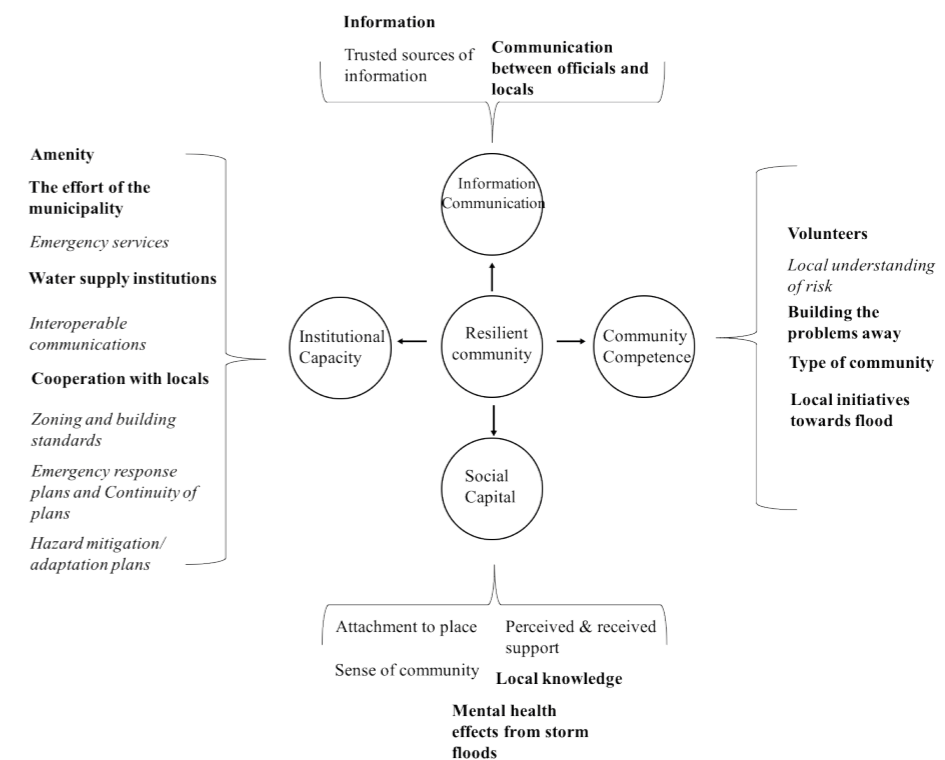 Information
Trusted sources of
information
Communication
between officials and
locals
Information
Communication
Amenity
The effort of the
municipality
Emergency services
Water supply institutions
Interoperable
communications
Cooperation with locals
Zoning and building
standards
Emergency response
plans and Continuity of
plans
Hazard mitigation/
adaptation plans
Institutional
Capacity
Resilient
community
Community
Competence
Volunteers
Local understanding
of risk
Building the
problems away
Type of community
Local initiatives
towards flood
Social
Capital
Attachment to place
Sense of community
Perceived & received
support
Local knowledge
Mental health
effects from storm
floods